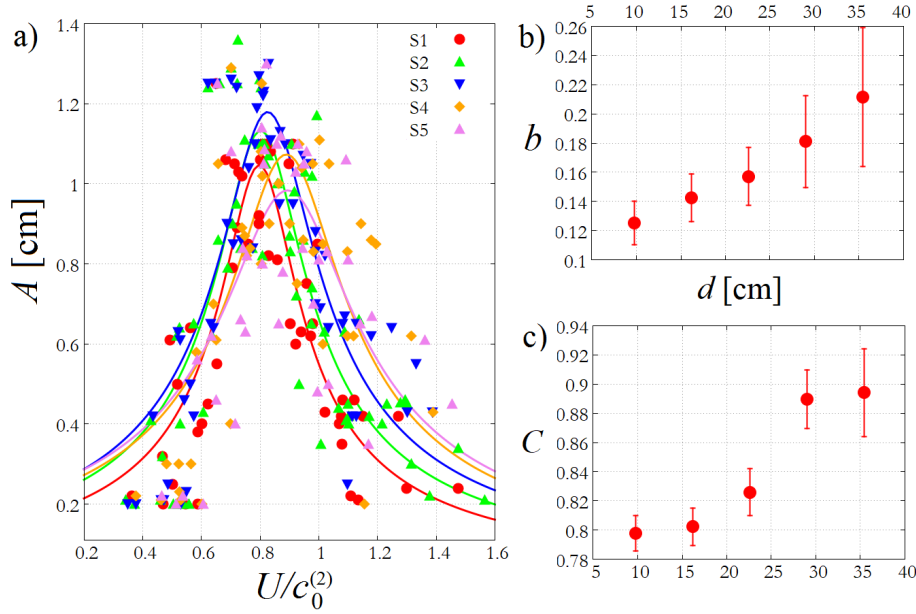 a)
S1
S2
S3
S4
S5
1.4
1.2
1
0.8
0.6
0.4
0.2
A [cm]
0.2 0.4 0.6 0.8 1 1.2 1.4 1.6
U/c₀⁽²⁾
b)
5 10 15 20 25 30 35 40
0.26
0.24
0.22
0.2
0.18
0.16
0.14
0.12
0.1
b
d [cm]
c)
0.94
0.92
0.9
0.88
0.86
0.84
0.82
0.8
0.78
C
5 10 15 20 25 30 35 40